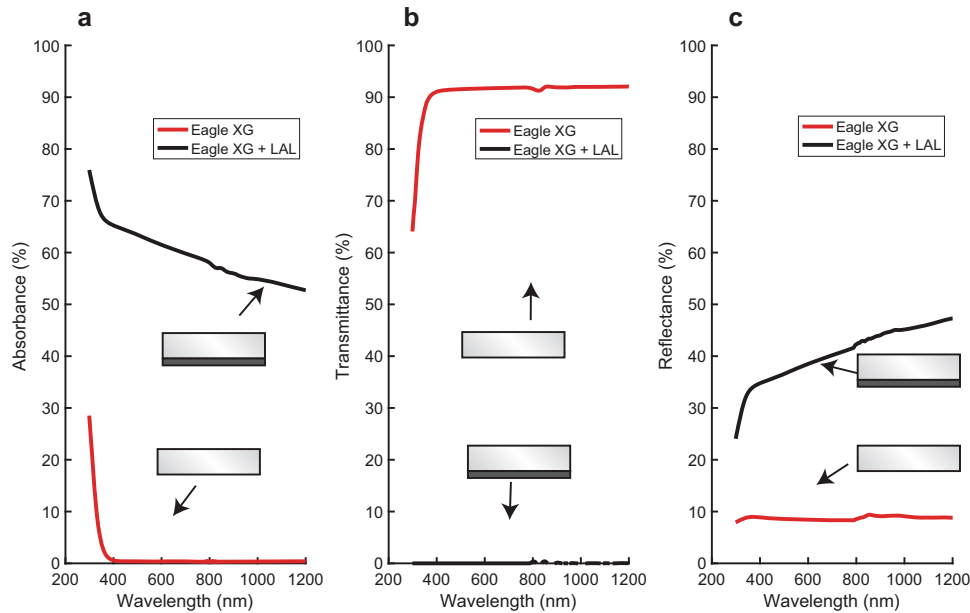 a
100
90
80
70
60
50
40
30
20
10
0
200 400 600 800 1000 1200
Absorbance (%)
Wavelength (nm)
Eagle XG
Eagle XG + LAL
b
100
90
80
70
60
50
40
30
20
10
0
200 400 600 800 1000 1200
Transmittance (%)
Wavelength (nm)
Eagle XG
Eagle XG + LAL
c
100
90
80
70
60
50
40
30
20
10
0
200 400 600 800 1000 1200
Reflectance (%)
Wavelength (nm)
Eagle XG
Eagle XG + LAL